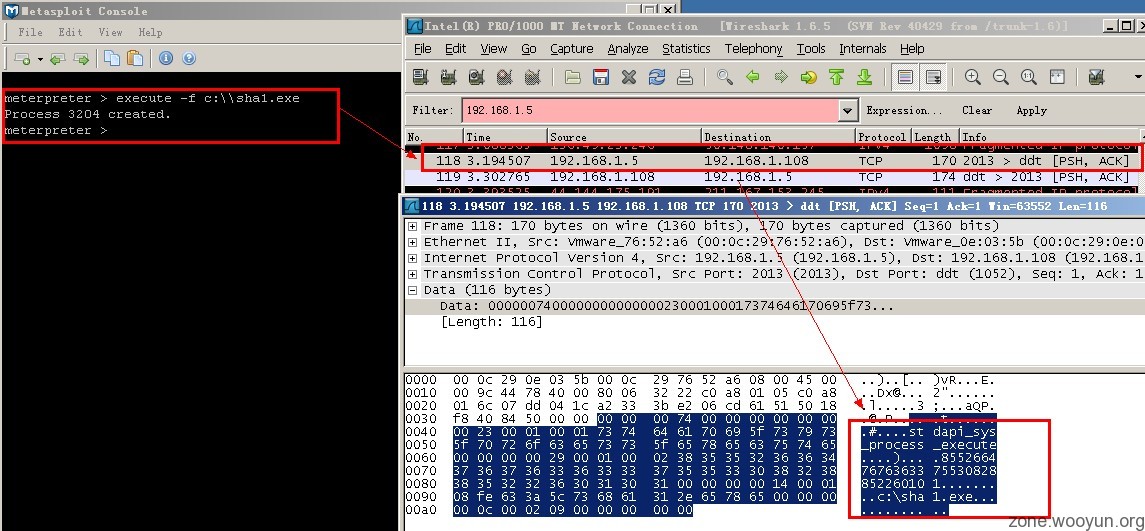 Metasploit Console
File Edit View Help
meterpreter > execute -f c:\\sha1.exe
Process 3204 created.
meterpreter >
Intel(R) PRO/1000 MT Network Connection [Wireshark 1.6.5 (SVN Rev 40429 from /trunk-1.6)]
File Edit View Go Capture Analyze Statistics Telephony Tools Internals Help
Filter: 192.168.1.5 Expression... Clear Apply
No. Time Source Destination Protocol Length Info
118 3.194507 192.168.1.5 192.168.1.108 TCP 170 2013 > ddt [PSH, ACK]
119 3.302765 192.168.1.108 192.168.1.5 TCP 174 ddt > 2013 [PSH, ACK]
118 3.194507 192.168.1.5 192.168.1.108 TCP 170 2013 > ddt [PSH, ACK] Seq=1 Ack=1 Win=63552 Len=116
Frame 118: 170 bytes on wire (1360 bits), 170 bytes captured (1360 bits)
Ethernet II, Src: Vmware_76:52:a6 (00:0c:29:76:52:a6), Dst: Vmware_0e:03:5b (00:0c:29:0e:0
Internet Protocol Version 4, Src: 192.168.1.5 (192.168.1.5), Dst: 192.168.1.108 (192.168.1
Transmission Control Protocol, Src Port: 2013 (2013), Dst Port: ddt (1052), Seq: 1, Ack: 1
Data (116 bytes)
Data: 000000740000000000000023000100017374646170695f73...
[Length: 116]
0000 00 0c 29 0e 03 5b 00 0c 29 76 52 a6 08 00 45 00 ..)..[.. )vR...E.
0010 00 9c 44 78 40 00 80 06 32 22 c0 a8 01 05 c0 a8 ..Dx@... 2"......
0020 01 6c 07 dd 04 1c a2 33 3b e2 06 cd 61 51 50 18 .l.....3 ;...aQP.
0030 f8 40 84 50 00 00 00 00 00 74 00 00 00 00 00 00 .@.P.... .t......
0040 00 23 00 01 00 01 73 74 64 61 70 69 5f 73 79 73 .#....st dapi_sys
0050 5f 70 72 6f 63 65 73 73 5f 65 78 65 63 75 74 65 _process _execute
0060 00 00 00 00 29 00 01 00 02 38 35 35 32 36 36 34 ....)... .8552664
0070 37 36 37 36 33 36 33 33 37 35 35 33 30 38 32 38 76763633 75530828
0080 38 35 32 32 36 30 31 30 31 00 00 00 00 14 00 01 85226010 1.......
0090 08 fe 63 3a 5c 73 68 61 31 2e 65 78 65 00 00 00 ..c:\sha 1.exe...
00a0 00 0c 00 02 09 00 00 00 00 00 ........ ..
zone.wooyun.org